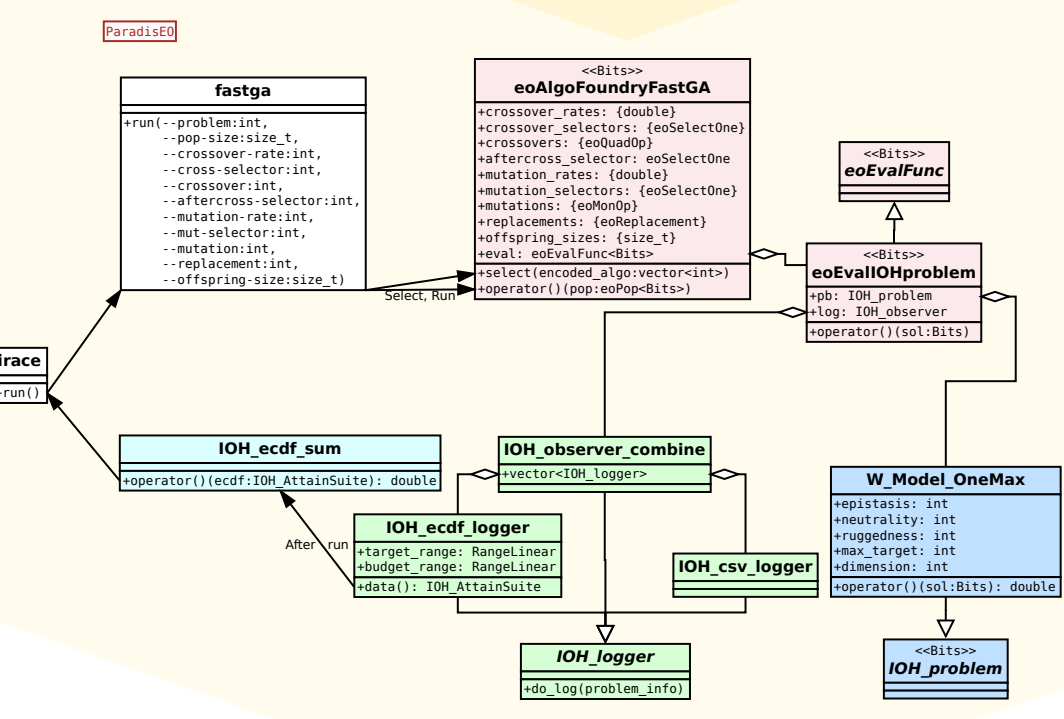 ParadisEO
fastga
+run(--problem:int,
--pop-size:size_t,
--crossover-rate:int,
--cross-selector:int,
--crossover:int,
--aftercross-selector:int,
--mutation-rate:int,
--mut-selector:int,
--mutation:int,
--replacement:int,
--offspring-size:size_t)
<<Bits>>
eoAlgoFoundryFastGA
+crossover_rates: {double}
+crossover_selectors: {eoSelectOne}
+crossovers: {eoQuadOp}
+aftercross_selector: eoSelectOne
+mutation_rates: {double}
+mutation_selectors: {eoSelectOne}
+mutations: {eoMonOp}
+replacements: {eoReplacement}
+offspring_sizes: {size_t}
+eval: eoEvalFunc<Bits>
+select(encoded_algo:vector<int>)
+operator()(pop:eoPop<Bits>)
Select, Run
<<Bits>>
eoEvalFunc
<<Bits>>
eoEvalIOHproblem
+pb: IOH_problem
+log: IOH_observer
+operator()(sol:Bits)
irace
+run()
IOH_ecdf_sum
+operator()(ecdf:IOH_AttainSuite): double
IOH_observer_combine
+vector<IOH_logger>
W_Model_OneMax
+epistasis: int
+neutrality: int
+ruggedness: int
+max_target: int
+dimension: int
+operator()(sol:Bits): double
IOH_ecdf_logger
+target_range: RangeLinear
+budget_range: RangeLinear
+data(): IOH_AttainSuite
After run
IOH_csv_logger
IOH_logger
+do_log(problem_info)
<<Bits>>
IOH_problem